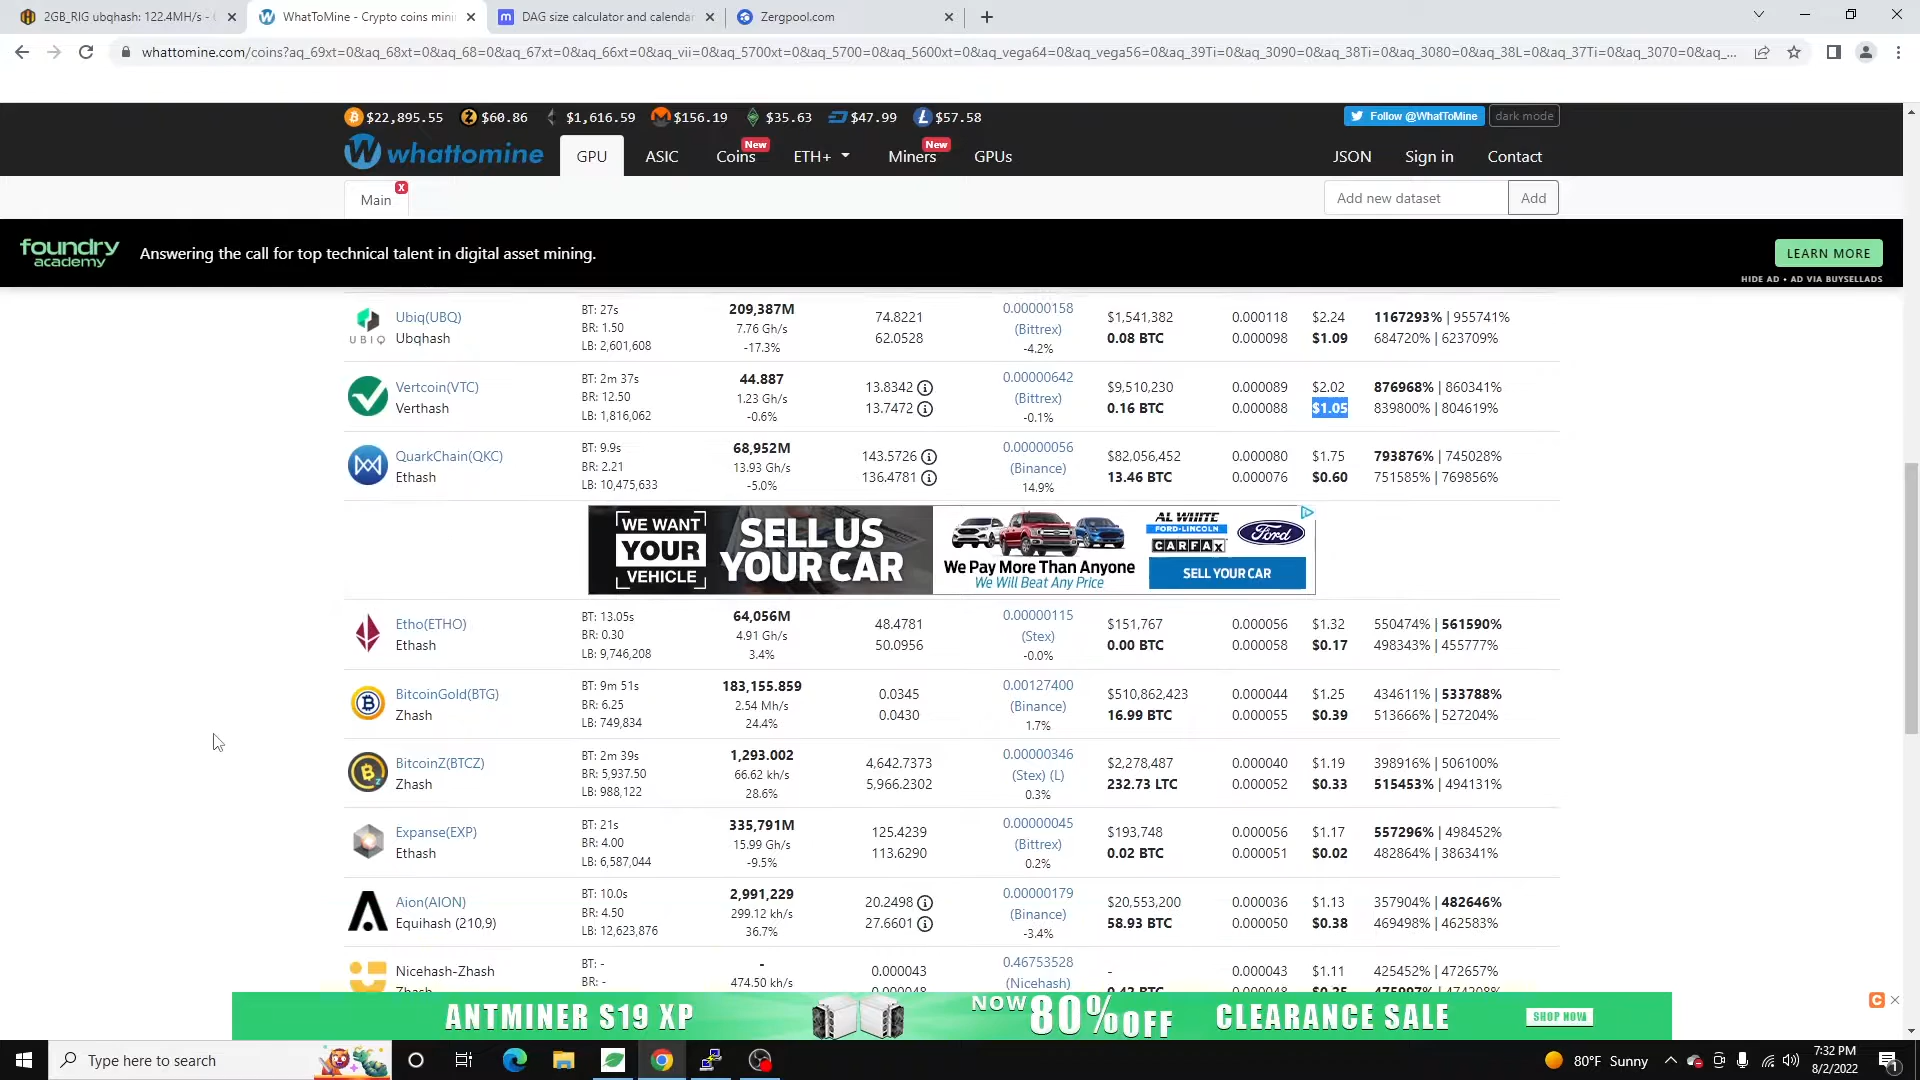 2GB_RIG ubqhash: 122.4MH/s -
WhatToMine - Crypto coins mini
DAG size calculator and calenda
Zergpool.com
whattomine.com/coins?aq_69xt=0&aq_68xt=0&aq_68=0&aq_67xt=0&aq_66xt=0&aq_vii=0&aq_5700xt=0&aq_5700=0&aq_5600xt=0&aq_vega64=0&aq_vega56=0&aq_39Ti=0&aq_3090=0&aq_38Ti=0&aq_3080=0&aq_38L=0&aq_37Ti=0&aq_3070=0&aq_...
$22,895.55 $60.86 $1,616.59 $156.19 $35.63 $47.99 $57.58
Follow @WhatToMine dark mode
whattomine GPU ASIC Coins New ETH+ Miners New GPUs JSON Sign in Contact
Main x
Add new dataset Add
foundry academy
Answering the call for top technical talent in digital asset mining.
LEARN MORE
HIDE AD • AD VIA BUYSELLADS
BT: 27s 209,387M 0.00000158
Ubiq(UBQ) 74.8221 $1,541,382 0.000118 $2.24 1167293% | 955741%
UBIQ BR: 1.50 7.76 Gh/s (Bittrex)
Ubqhash 62.0528 0.08 BTC 0.000098 $1.09 684720% | 623709%
LB: 2,601,608 -17.3% -4.2%
BT: 2m 37s 44.887 0.00000642
Vertcoin(VTC) 13.8342 $9,510,230 0.000089 $2.02 876968% | 860341%
BR: 12.50 1.23 Gh/s (Bittrex)
Verthash 13.7472 0.16 BTC 0.000088 $1.05 839800% | 804619%
LB: 1,816,062 -0.6% -0.1%
BT: 9.9s 68,952M 0.00000056
QuarkChain(QKC) 143.5726 $82,056,452 0.000080 $1.75 793876% | 745028%
BR: 2.21 13.93 Gh/s (Binance)
Ethash 136.4781 13.46 BTC 0.000076 $0.60 751585% | 769856%
LB: 10,475,633 -5.0% 14.9%
WE WANT YOUR VEHICLE
SELL US YOUR CAR
We Pay More Than Anyone
We Will Beat Any Price
AL WHITE
FORD-LINCOLN
CARFAX
Ford
SELL YOUR CAR
BT: 13.05s 64,056M 0.00000115
Etho(ETHO) 48.4781 $151,767 0.000056 $1.32 550474% | 561590%
BR: 0.30 4.91 Gh/s (Stex)
Ethash 50.0956 0.00 BTC 0.000058 $0.17 498343% | 455777%
LB: 9,746,208 3.4% -0.0%
BT: 9m 51s 183,155.859 0.00127400
BitcoinGold(BTG) 0.0345 $510,862,423 0.000044 $1.25 434611% | 533788%
BR: 6.25 2.54 Mh/s (Binance)
Zhash 0.0430 16.99 BTC 0.000055 $0.39 513666% | 527204%
LB: 749,834 24.4% 1.7%
BT: 2m 39s 1,293.002 0.00000346
BitcoinZ(BTCZ) 4,642.7373 $2,278,487 0.000040 $1.19 398916% | 506100%
BR: 5,937.50 66.62 kh/s (Stex) (L)
Zhash 5,966.2302 232.73 LTC 0.000052 $0.33 515453% | 494131%
LB: 988,122 28.6% 0.3%
BT: 21s 335,791M 0.00000045
Expanse(EXP) 125.4239 $193,748 0.000056 $1.17 557296% | 498452%
BR: 4.00 15.99 Gh/s (Bittrex)
Ethash 113.6290 0.02 BTC 0.000051 $0.02 482864% | 386341%
LB: 6,587,044 -9.5% 0.2%
BT: 10.0s 2,991,229 0.00000179
Aion(AION) 20.2498 $20,553,200 0.000036 $1.13 357904% | 482646%
BR: 4.50 299.12 kh/s (Binance)
Equihash (210,9) 27.6601 58.93 BTC 0.000050 $0.38 469498% | 462583%
LB: 12,623,876 36.7% -3.4%
BT: - - 0.46753528
Nicehash-Zhash 0.000043 - 0.000043 $1.11 425452% | 472657%
BR: - 474.50 kh/s (Nicehash)
ANTMINER S19 XP NOW 80% OFF CLEARANCE SALE SHOP NOW
Type here to search
80°F Sunny
7:32 PM
8/2/2022
1